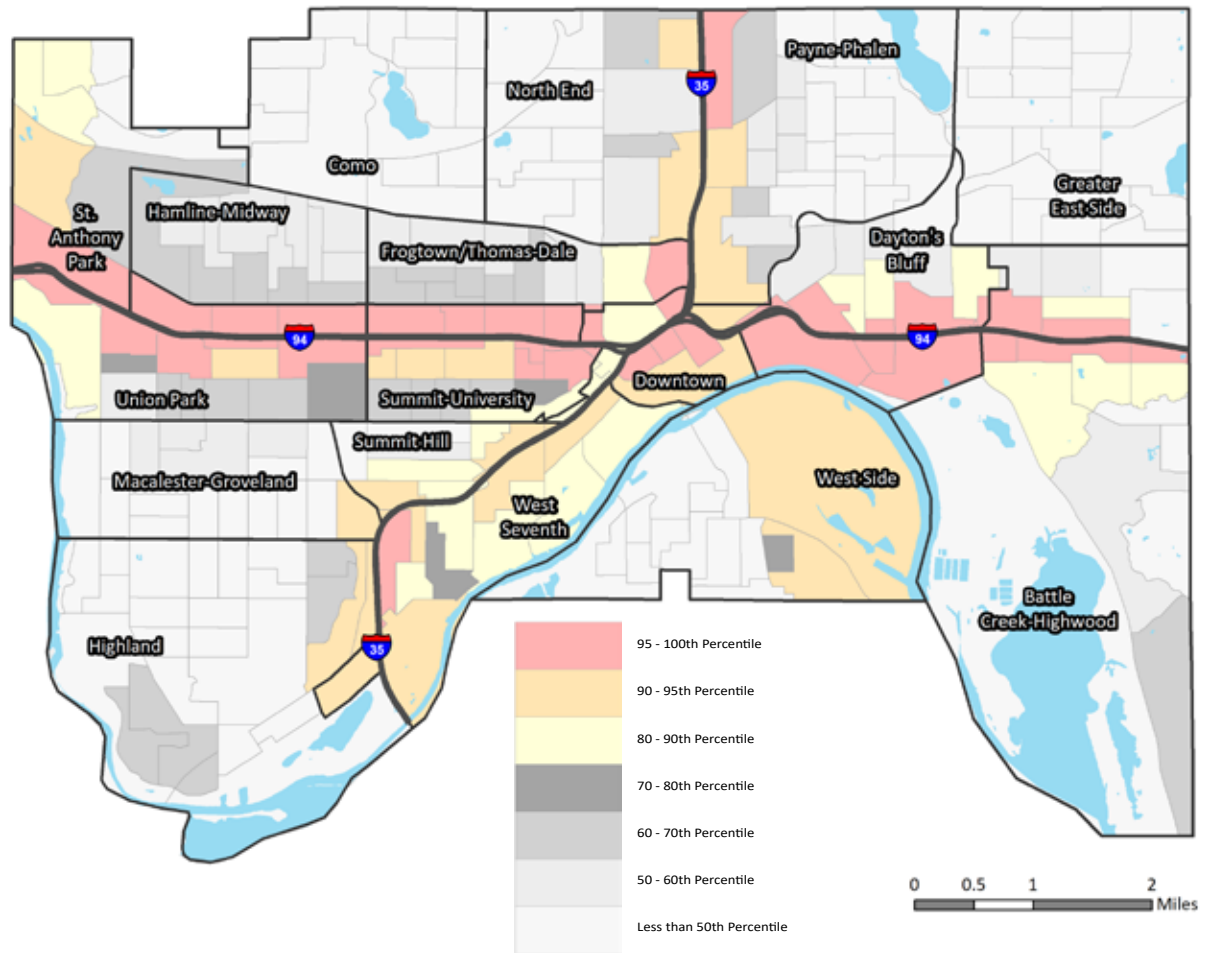 Payne-Phalen
35
North End
Como
Greater
East-Side
St.
Anthony
Park
Hamline-Midway
Frogtown/Thomas-Dale
Dayton's
Bluff
94
94
Downtown
Union Park
Summit-University
Summit-Hill
Macalester-Groveland
West
Seventh
West-Side
Battle
Creek-Highwood
Highland
35
95 - 100th Percentile
90 - 95th Percentile
80 - 90th Percentile
70 - 80th Percentile
60 - 70th Percentile
50 - 60th Percentile
Less than 50th Percentile
0 0.5 1 2
Miles